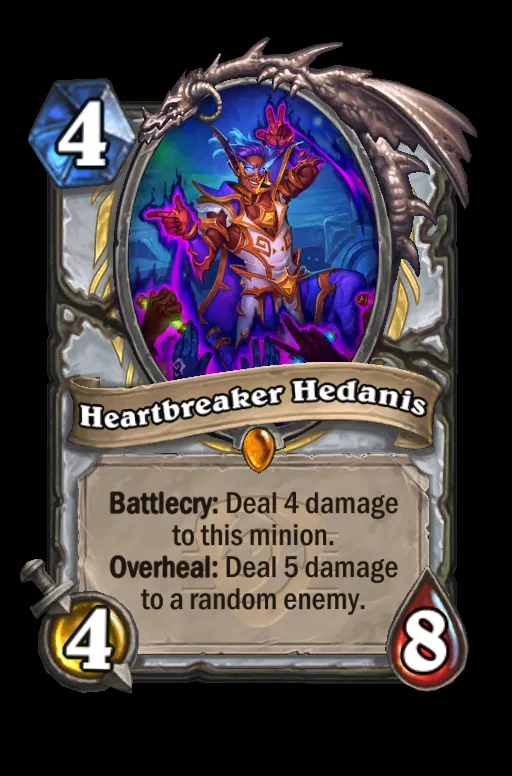 4
Heartbreaker Hedanis
Battlecry: Deal 4 damage
to this minion.
Overheal: Deal 5 damage
to a random enemy.
4
8